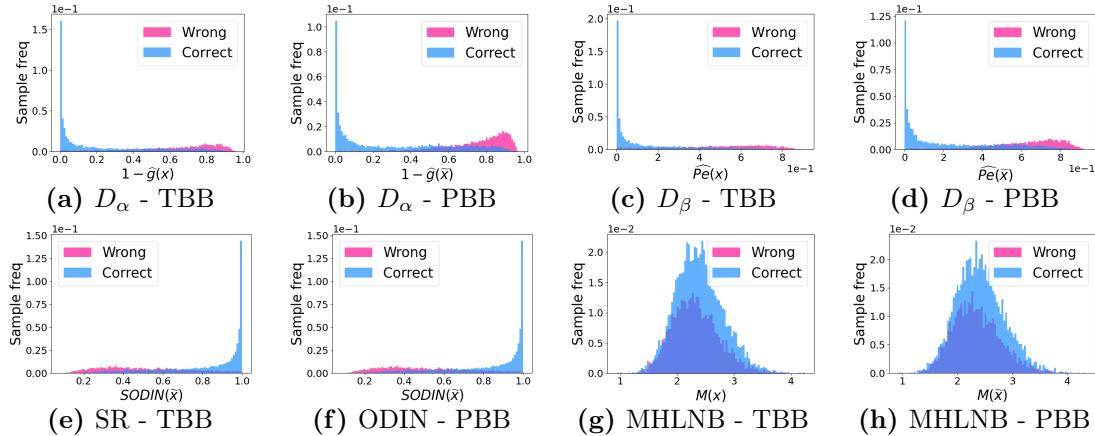 1e−1
Sample freq
1.5
1.0
0.5
0.0
0.0 0.2 0.4 0.6 0.8 1.0
1 − ĝ(x)
Wrong
Correct
(a) Dα - TBB
1e−1
Sample freq
1.0
0.8
0.6
0.4
0.2
0.0
0.0 0.2 0.4 0.6 0.8 1.0
1 − ĝ(x̃)
Wrong
Correct
(b) Dα - PBB
1e−1
Sample freq
2.0
1.5
1.0
0.5
0.0
0 2 4 6 8
1e−1
P̂e(x)
Wrong
Correct
(c) Dβ - TBB
1e−1
Sample freq
1.25
1.00
0.75
0.50
0.25
0.00
0 2 4 6 8
1e−1
P̂e(x̃)
Wrong
Correct
(d) Dβ - PBB
1e−1
Sample freq
1.50
1.25
1.00
0.75
0.50
0.25
0.00
0.2 0.4 0.6 0.8 1.0
SODIN(x̃)
Wrong
Correct
(e) SR - TBB
1e−1
Sample freq
1.50
1.25
1.00
0.75
0.50
0.25
0.00
0.2 0.4 0.6 0.8 1.0
SODIN(x̃)
Wrong
Correct
(f) ODIN - PBB
1e−2
Sample freq
2.0
1.5
1.0
0.5
0.0
1 2 3 4
M(x)
Wrong
Correct
(g) MHLNB - TBB
1e−2
Sample freq
2.0
1.5
1.0
0.5
0.0
1 2 3 4
M(x̃)
Wrong
Correct
(h) MHLNB - PBB